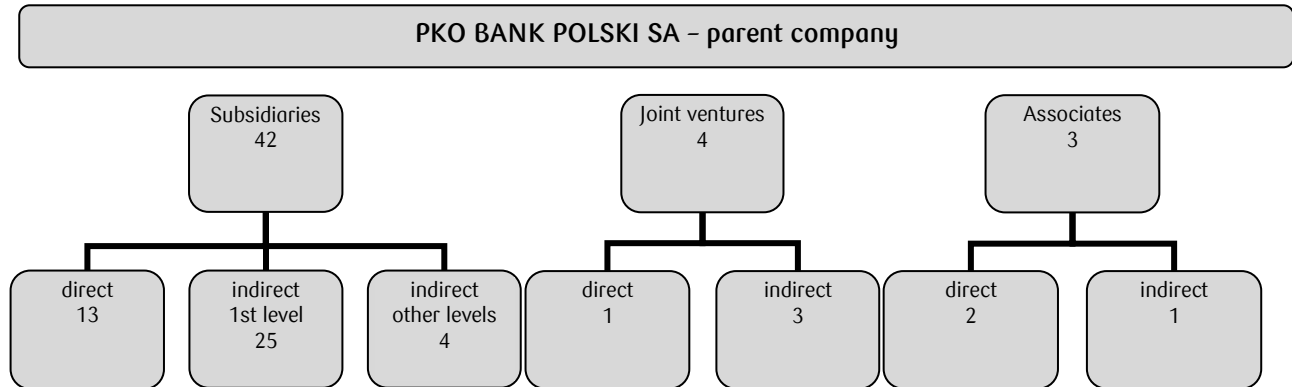 PKO BANK POLSKI SA – parent company
Subsidiaries
42
Joint ventures
4
Associates
3
direct
13
indirect
1st level
25
indirect
other levels
4
direct
1
indirect
3
direct
2
indirect
1